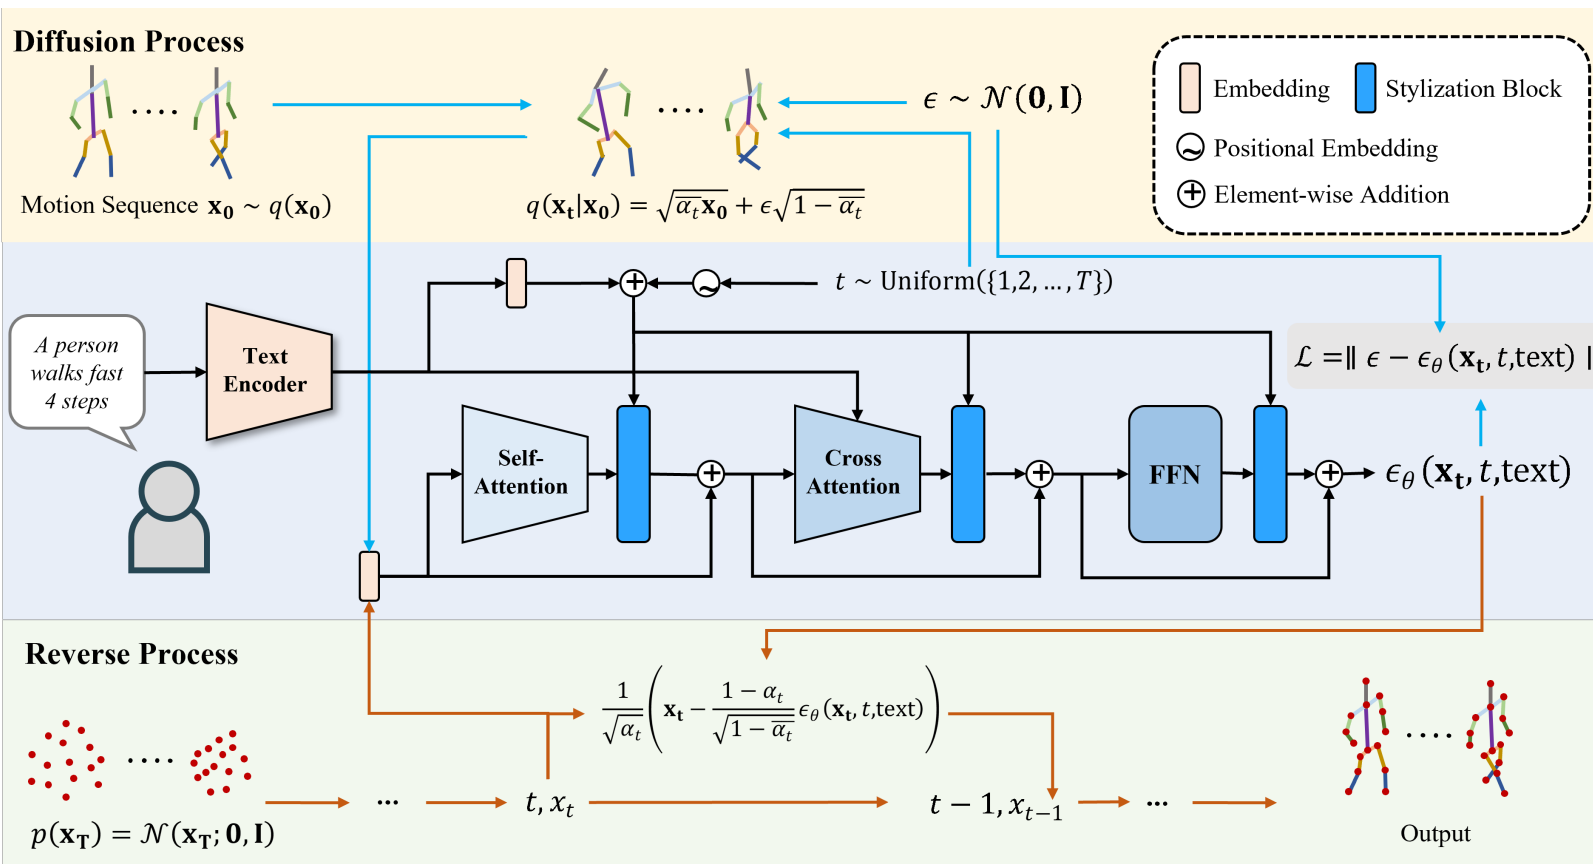 Diffusion Process
Motion Sequence x₀ ~ q(x₀)
q(xₜ|x₀) = √ᾱₜx₀ + ϵ√1 − ᾱₜ
ϵ ~ 𝒩(0, I)
Embedding
Stylization Block
Positional Embedding
Element-wise Addition
t ~ Uniform({1,2, … , T})
A person
walks fast
4 steps
Text
Encoder
Self-
Attention
Cross
Attention
FFN
ℒ =‖ ϵ − ϵ_θ(xₜ, t,text) |
ϵ_θ(xₜ, t,text)
Reverse Process
1/√αₜ (xₜ − (1 − αₜ)/√(1 − ᾱₜ) ϵ_θ(xₜ, t,text))
p(x_T) = 𝒩(x_T; 0, I)
...
t, xₜ
t − 1, xₜ₋₁
...
Output